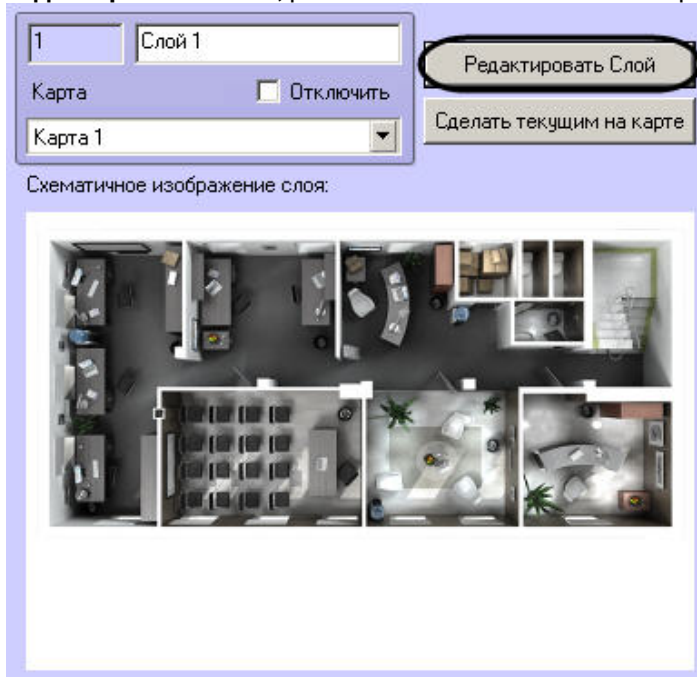 1
Слой 1
Редактировать Слой
Карта
Отключить
Сделать текущим на карте
Карта 1
Схематичное изображение слоя: